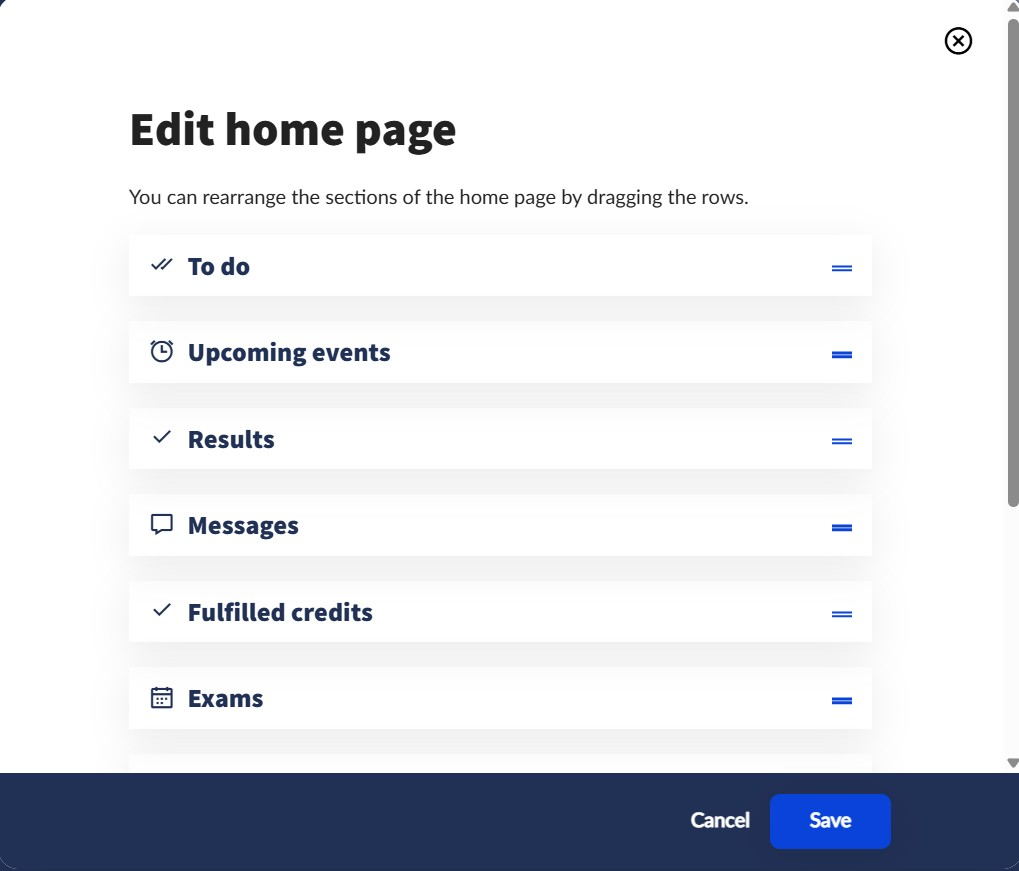 Edit home page
You can rearrange the sections of the home page by dragging the rows.
To do
Upcoming events
Results
Messages
Fulfilled credits
Exams
Cancel
Save